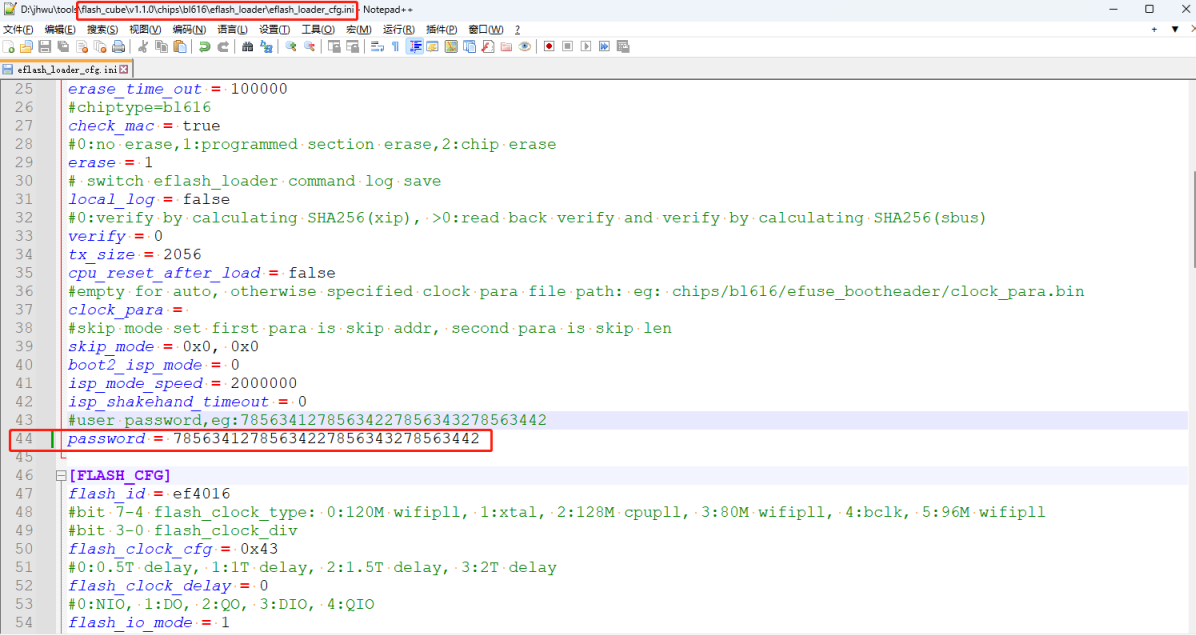 D:\jhwu\tools\flash_cube\v1.1.0\chips\bl616\eflash_loader\eflash_loader_cfg.ini - Notepad++
文件(F) 编辑(E) 搜索(S) 视图(V) 编码(N) 语言(L) 设置(T) 工具(O) 宏(M) 运行(R) 插件(P) 窗口(W) ?
eflash_loader_cfg.ini
25 erase_time_out = 100000
26 #chiptype=bl616
27 check_mac = true
28 #0:no erase,1:programmed section erase,2:chip erase
29 erase = 1
30 # switch eflash_loader command log save
31 local_log = false
32 #0:verify by calculating SHA256(xip), >0:read back verify and verify by calculating SHA256(sbus)
33 verify = 0
34 tx_size = 2056
35 cpu_reset_after_load = false
36 #empty for auto, otherwise specified clock para file path: eg: chips/bl616/efuse_bootheader/clock_para.bin
37 clock_para =
38 #skip mode set first para is skip addr, second para is skip len
39 skip_mode = 0x0, 0x0
40 boot2_isp_mode = 0
41 isp_mode_speed = 2000000
42 isp_shakehand_timeout = 0
43 #user password,eg:78563412785634227856343278563442
44 password = 78563412785634227856343278563442
45
46 [FLASH_CFG]
47 flash_id = ef4016
48 #bit 7-4 flash_clock_type: 0:120M wifipll, 1:xtal, 2:128M cpupll, 3:80M wifipll, 4:bclk, 5:96M wifipll
49 #bit 3-0 flash_clock_div
50 flash_clock_cfg = 0x43
51 #0:0.5T delay, 1:1T delay, 2:1.5T delay, 3:2T delay
52 flash_clock_delay = 0
53 #0:NIO, 1:DO, 2:QO, 3:DIO, 4:QIO
54 flash_io_mode = 1